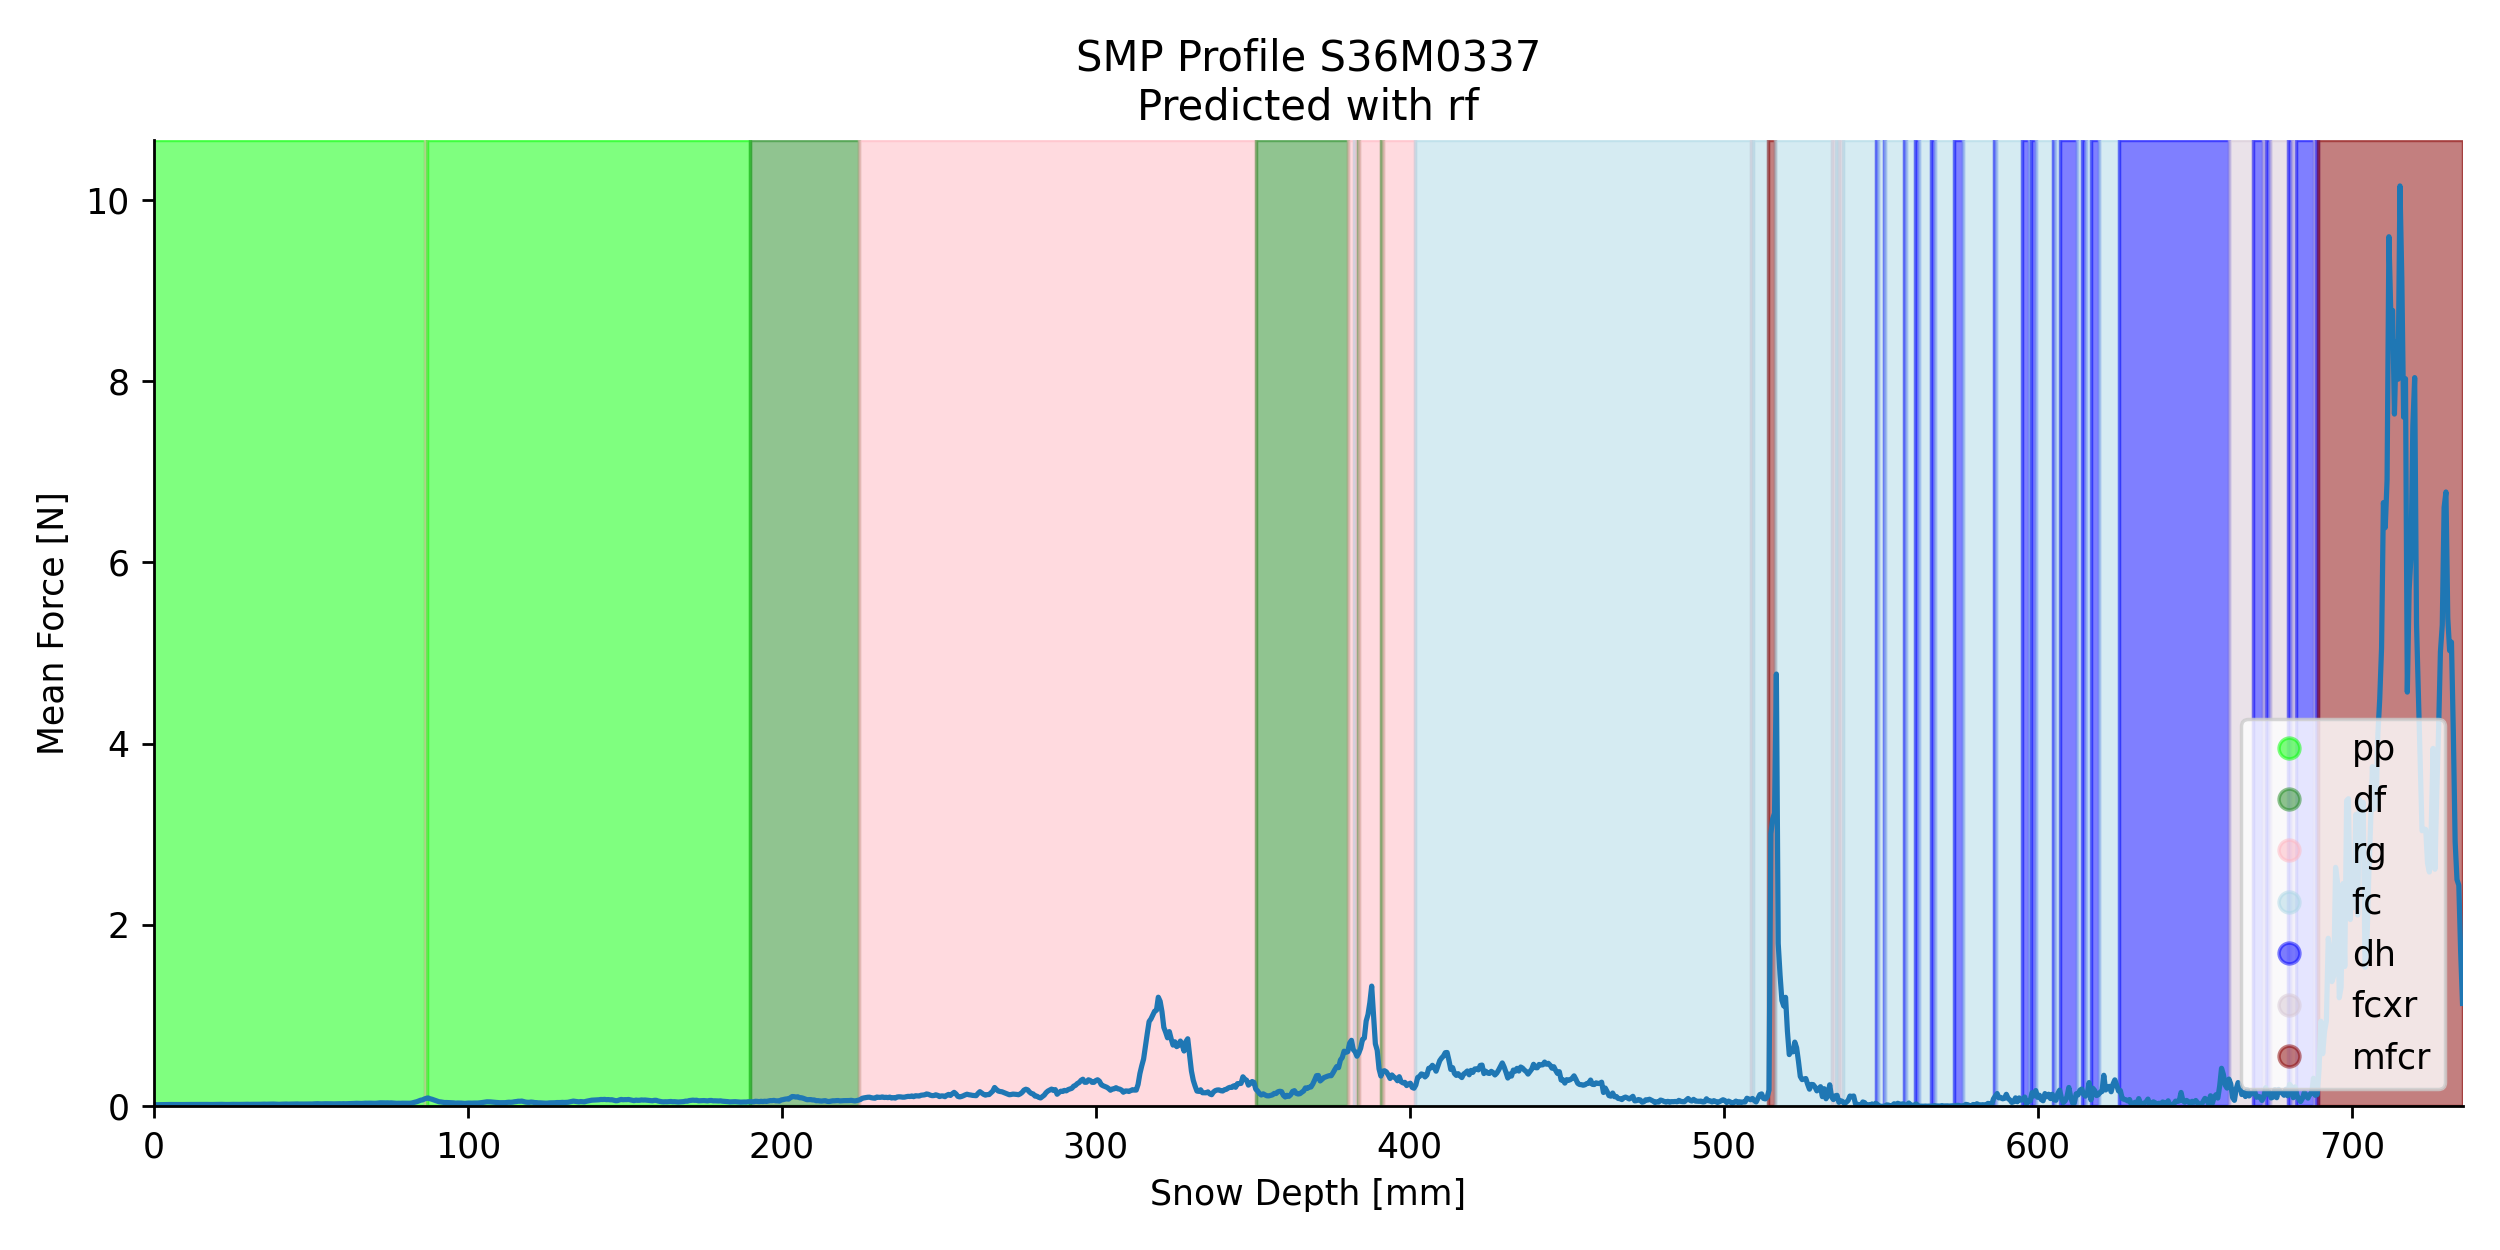 SMP Profile S36M0337
Predicted with rf
Mean Force [N]
10
8
6
4
2
0
0 100 200 300 400 500 600 700
Snow Depth [mm]
pp
df
rg
fc
dh
fcxr
mfcr